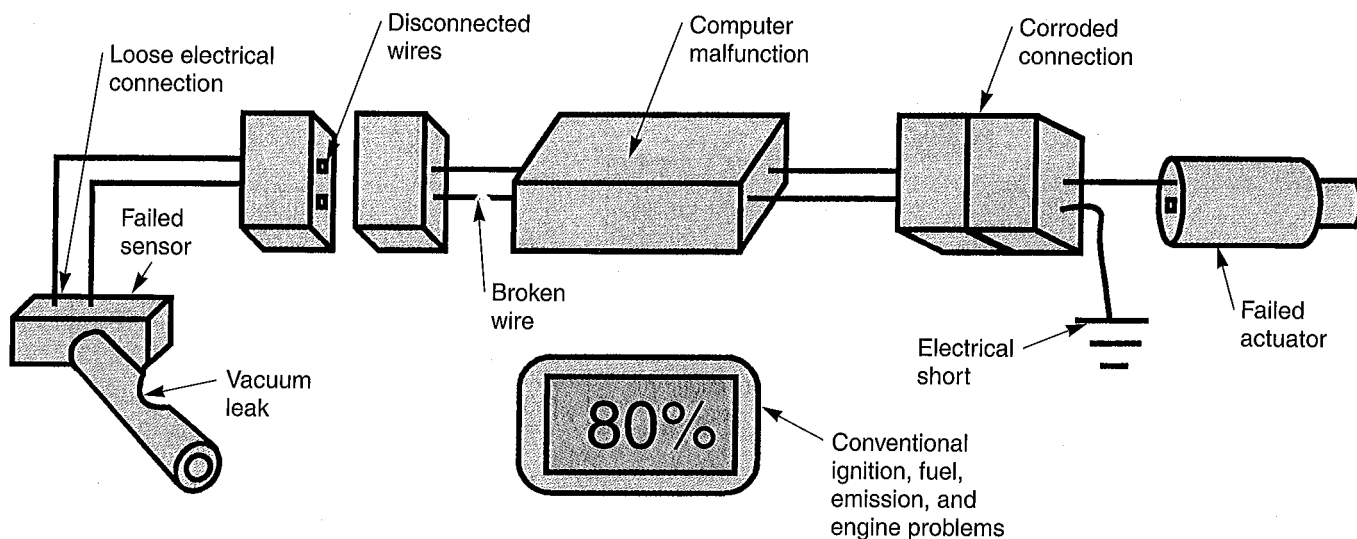 Disconnected
wires
Computer
malfunction
Corroded
connection
Loose electrical
connection
Failed
sensor
Broken
wire
Electrical
short
Failed
actuator
Vacuum
leak
80%
Conventional
ignition, fuel,
emission, and
engine problems